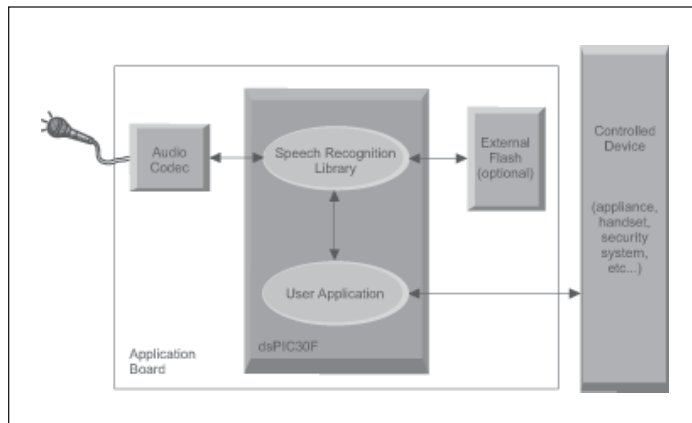 Audio
Codec
Speech Recognition
Library
External
Flash
(optional)
Controlled
Device
(appliance,
handset,
security
system,
etc...)
User Application
dsPIC30F
Application
Board